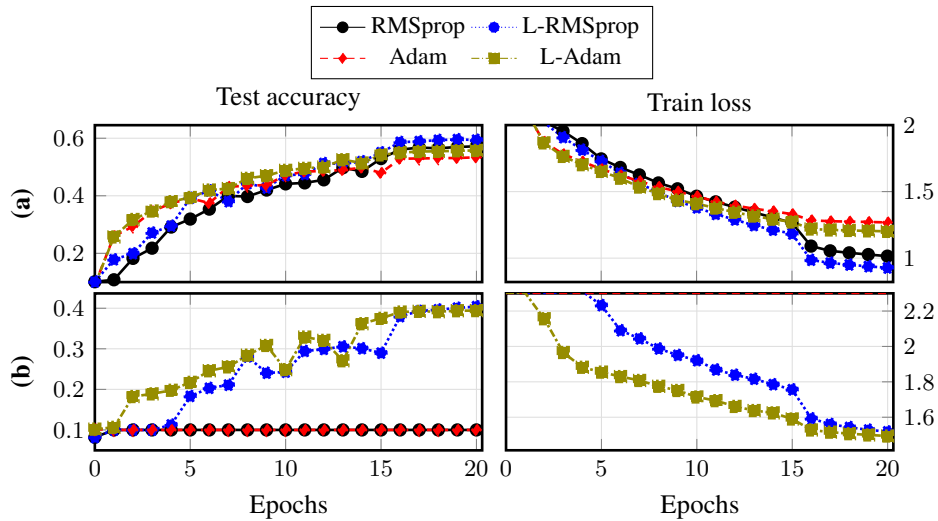 RMSprop L-RMSprop
Adam L-Adam
Test accuracy Train loss
0.6 2
0.4 1.5
0.2 1
(a)
0.4 2.2
0.3 2
0.2 1.8
0.1 1.6
(b)
0 5 10 15 20 0 5 10 15 20
Epochs Epochs